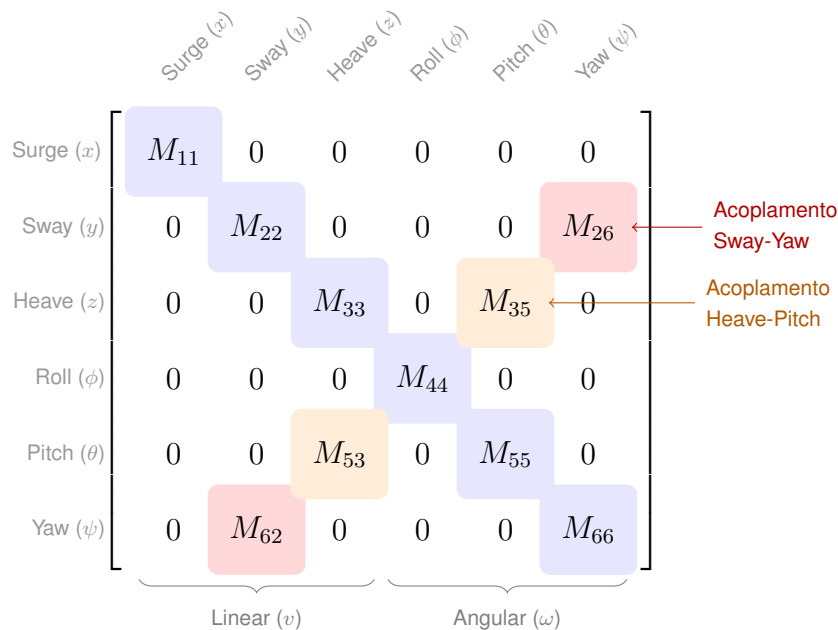 Surge (x) Sway (y) Heave (z) Roll (ϕ) Pitch (θ) Yaw (ψ)
Surge (x) M11 0 0 0 0 0
Sway (y) 0 M22 0 0 0 M26
Acoplamento
Sway-Yaw
Heave (z) 0 0 M33 0 M35 0
Acoplamento
Heave-Pitch
Roll (ϕ) 0 0 0 M44 0 0
Pitch (θ) 0 0 M53 0 M55 0
Yaw (ψ) 0 M62 0 0 0 M66
Linear (v) Angular (ω)